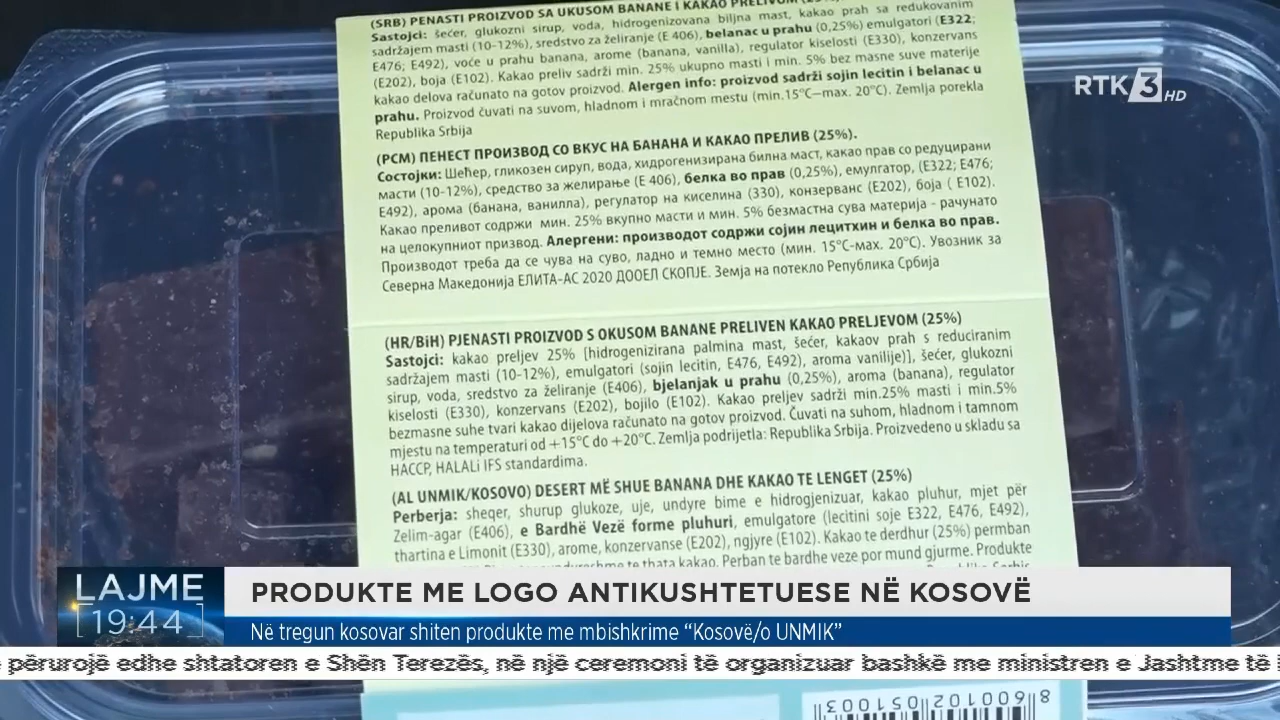 (SRB) PENASTI PROIZVOD SA UKUSOM BANANE I KAKAO PRELIVOM (25%)
Sastojci: šećer, glukozni sirup, voda, hidrogenizovana biljna mast, kakao prah sa redukovanim
sadržajem masti (10-12%), sredstvo za želiranje (E 406), belanac u prahu (0,25%) emulgatori (E322;
E476; E492), voće u prahu banana, arome (banana, vanilla), regulator kiselosti (E330), konzervans
(E202), boja (E102). Kakao preliv sadrži min. 25% ukupno masti i min. 5% bez masne suve materije
kakao delova računato na gotov proizvod. Alergen info: proizvod sadrži sojin lecitin i belanac u
prahu. Proizvod čuvati na suvom, hladnom i mračnom mestu (min.15°C—max. 20°C). Zemlja porekla
Republika Srbija
RTK 3 HD
(РСМ) ПЕНЕСТ ПРОИЗВОД СО ВКУС НА БАНАНА И КАКАО ПРЕЛИВ (25%).
Состојки: Шеќер, гликозен сируп, вода, хидрогенизирана билна маст, какао прав со редуцирани
масти (10-12%), средство за желирање (Е 406), белка во прав (0,25%), емулгатор, (Е322; Е476;
Е492), арома (банана, ванилла), регулатор на киселина (330), конзерванс (Е202), боја ( Е102).
Какао преливот содржи мин. 25% вкупно масти и мин. 5% безмастна сува материја - рачунато
на целокупниот призвод. Алергени: производот содржи сојин лецитхин и белка во прав.
Производот треба да се чува на суво, ладно и темно место (мин. 15°С-мах. 20°С). Увозник за
Северна Македонија ЕЛИТА-АС 2020 ДООЕЛ СКОПЈЕ. Земја на потекло Република Србија
(HR/BiH) PJENASTI PROIZVOD S OKUSOM BANANE PRELIVEN KAKAO PRELJEVOM (25%)
Sastojci: kakao preljev 25% [hidrogenizirana palmina mast, šećer, kakaov prah s reduciranim
sadržajem masti (10-12%), emulgatori (sojin lecitin, E476, E492), aroma vanilije)], šećer, glukozni
sirup, voda, sredstvo za želiranje (E406), bjelanjak u prahu (0,25%), aroma (banana), regulator
kiselosti (E330), konzervans (E202), bojilo (E102). Kakao preljev sadrži min.25% masti i min.5%
bezmasne suhe tvari kakao dijelova računato na gotov proizvod. Čuvati na suhom, hladnom i tamnom
mjestu na temperaturi od +15°C do +20°C. Zemlja podrijetla: Republika Srbija. Proizvedeno u skladu sa
HACCP, HALALi IFS standardima.
(AL UNMIK/KOSOVO) DESERT MË SHUE BANANA DHE KAKAO TE LENGET (25%)
Perberja: sheqer, shurup glukoze, uje, undyre bime e hidrogjenizuar, kakao pluhur, mjet për
Zelim-agar (E406), e Bardhë Vezë forme pluhuri, emulgatore (lecitini soje E322, E476, E492),
thartina e Limonit (E330), arome, konzervanse (E202), ngjyre (E102). Kakao te derdhur (25%) permban
te thata kakao. Perban te bardhe veze por mund gjurme. Produkte
LAJME
19:44
PRODUKTE ME LOGO ANTIKUSHTETUESE NË KOSOVË
Në tregun kosovar shiten produkte me mbishkrime “Kosovë/o UNMIK”
përurojë edhe shtatoren e Shën Terezës, në një ceremoni të organizuar bashkë me ministren e Jashtme të
8600102051003